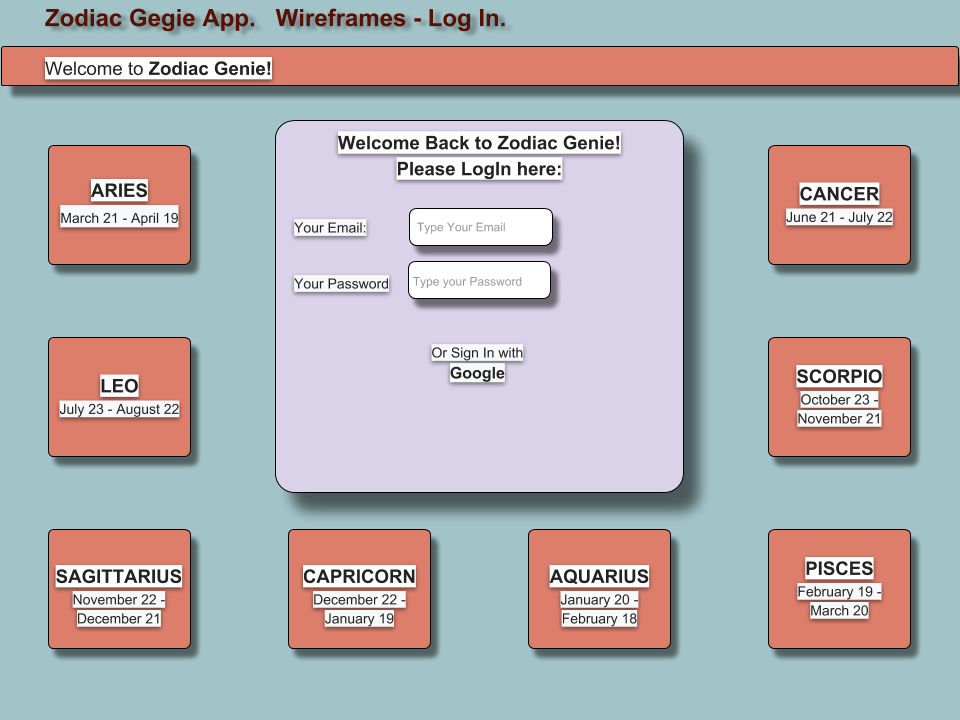 Zodiac Gegie App.   Wireframes - Log In.
Welcome to Zodiac Genie!
Welcome Back to Zodiac Genie!
Please LogIn here:
Your Email:
Type Your Email
Your Password
Type your Password
Or Sign In with
Google
ARIES
March 21 - April 19
CANCER
June 21 - July 22
LEO
July 23 - August 22
SCORPIO
October 23 -
November 21
SAGITTARIUS
November 22 -
December 21
CAPRICORN
December 22 -
January 19
AQUARIUS
January 20 -
February 18
PISCES
February 19 -
March 20